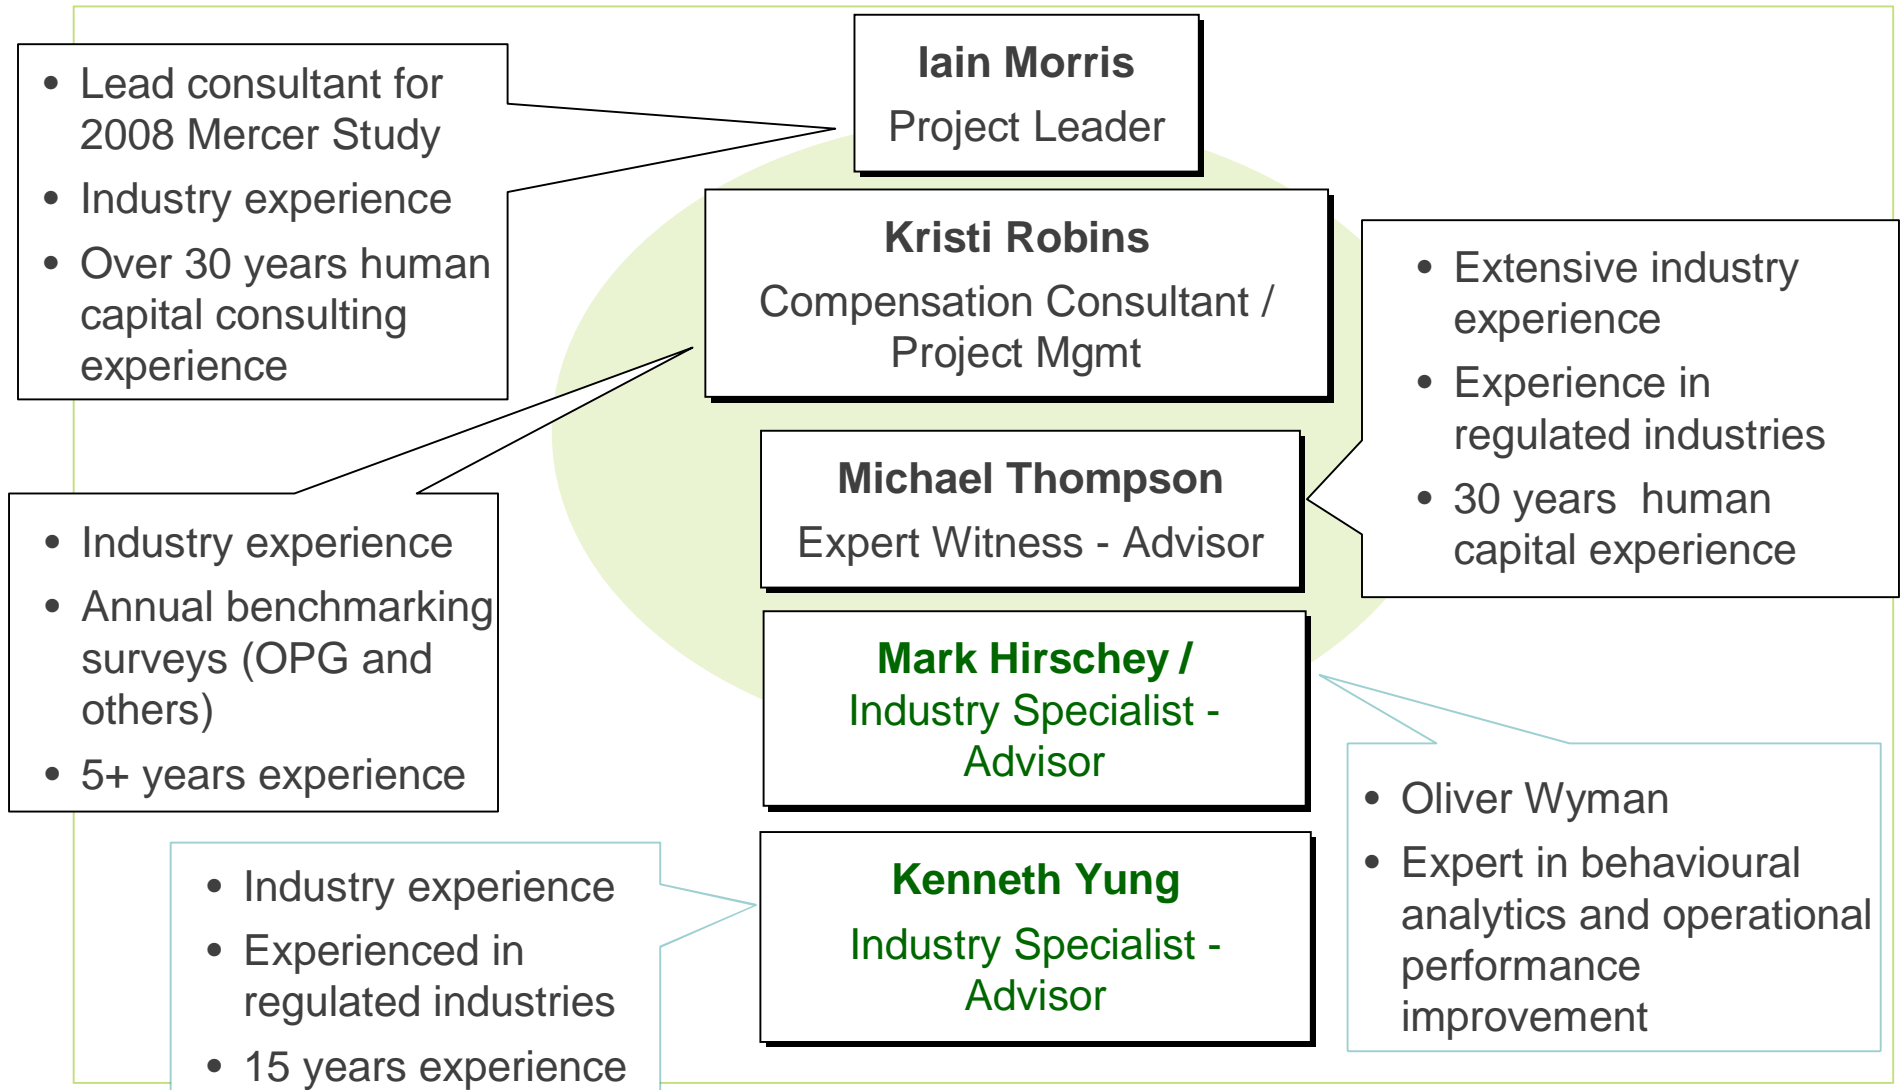 Iain Morris
Project Leader
• Lead consultant for
2008 Mercer Study
• Industry experience
• Over 30 years human
capital consulting
experience
Kristi Robins
Compensation Consultant /
Project Mgmt
• Extensive industry
experience
• Experience in
regulated industries
• 30 years human
capital experience
Michael Thompson
Expert Witness - Advisor
• Industry experience
• Annual benchmarking
surveys (OPG and
others)
• 5+ years experience
Mark Hirschey /
Industry Specialist -
Advisor
• Oliver Wyman
• Expert in behavioural
analytics and operational
performance
improvement
Kenneth Yung
Industry Specialist -
Advisor
• Industry experience
• Experienced in
regulated industries
• 15 years experience